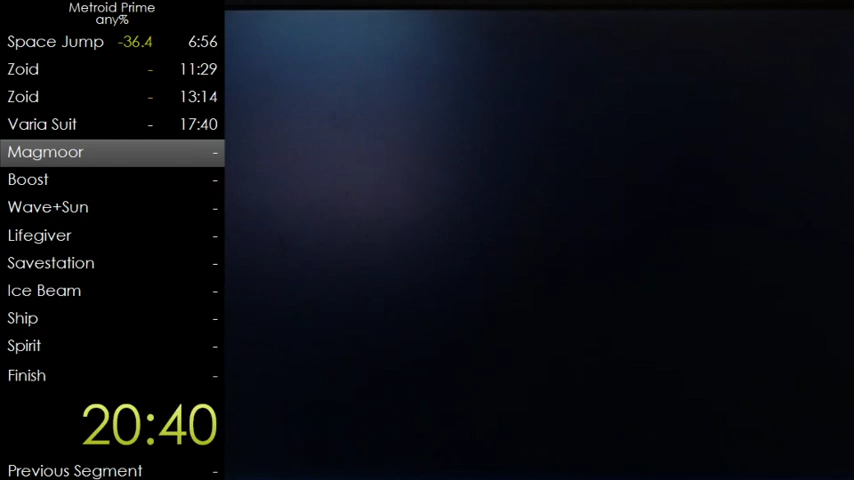 Metroid Prime
any%
Space Jump -36.4 6:56
Zoid - 11:29
Zoid - 13:14
Varia Suit - 17:40
Magmoor -
Boost -
Wave+Sun -
Lifegiver -
Savestation -
Ice Beam -
Ship -
Spirit -
Finish -
20:40
Previous Segment -